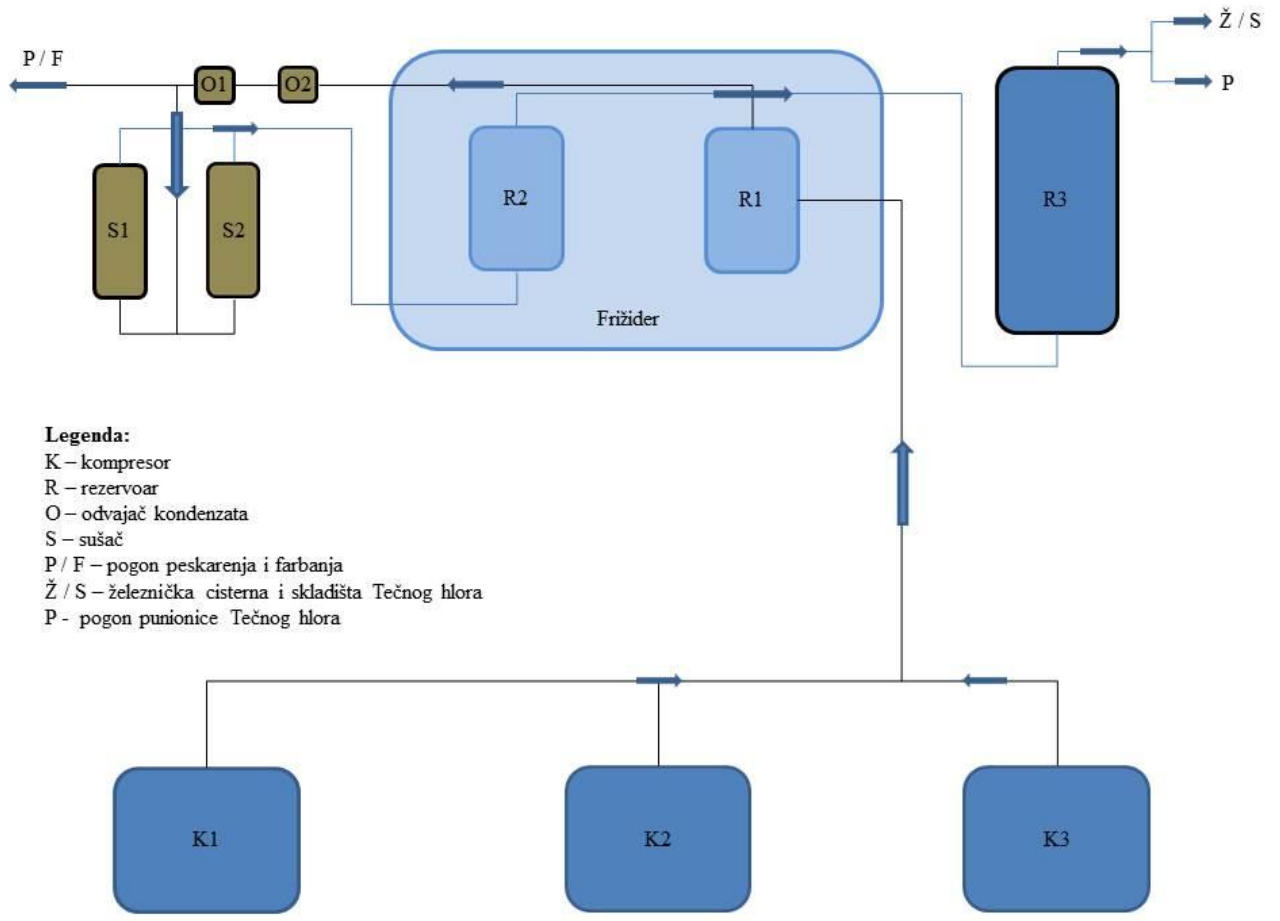 Ž / S
P / F
O1
O2
P
R2
R1
R3
S1
S2
Frižider
Legenda:
K – kompresor
R – rezervoar
O – odvajač kondenzata
S – sušač
P / F – pogon peskarenja i farbanja
Ž / S – železnička cisterna i skladišta Tečnog hlora
P - pogon punionice Tečnog hlora
K1
K2
K3